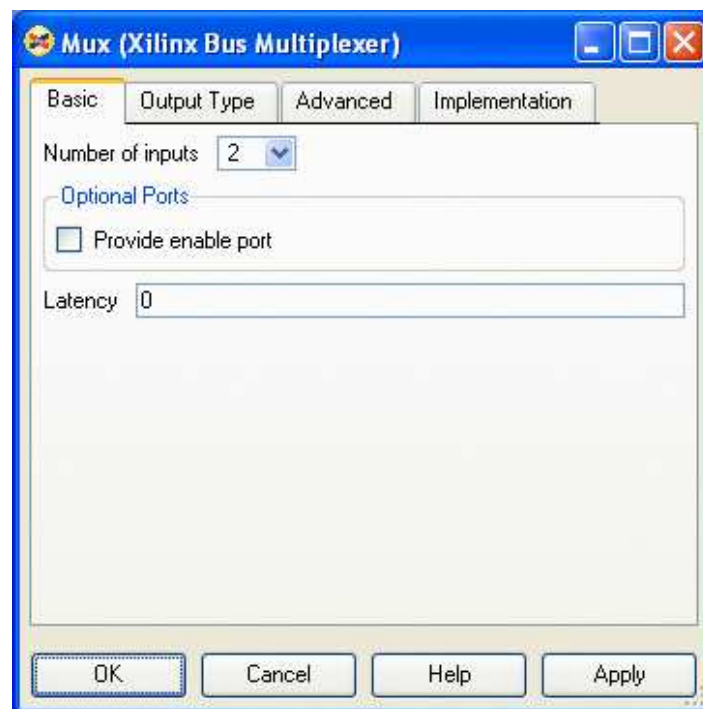 Mux (Xilinx Bus Multiplexer)
Basic Output Type Advanced Implementation
Number of inputs 2
Optional Ports
Provide enable port
Latency 0
OK Cancel Help Apply